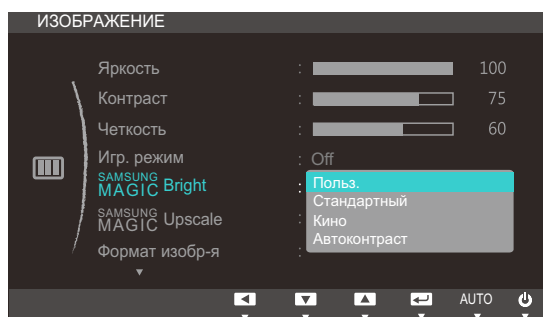 ИЗОБРАЖЕНИЕ
Яркость : 100
Контраст : 75
Четкость : 60
Игр. режим : Off
SAMSUNG MAGIC Bright :
Польз.
Стандартный
Кино
Автоконтраст
SAMSUNG MAGIC Upscale :
Формат изобр-я :
AUTO